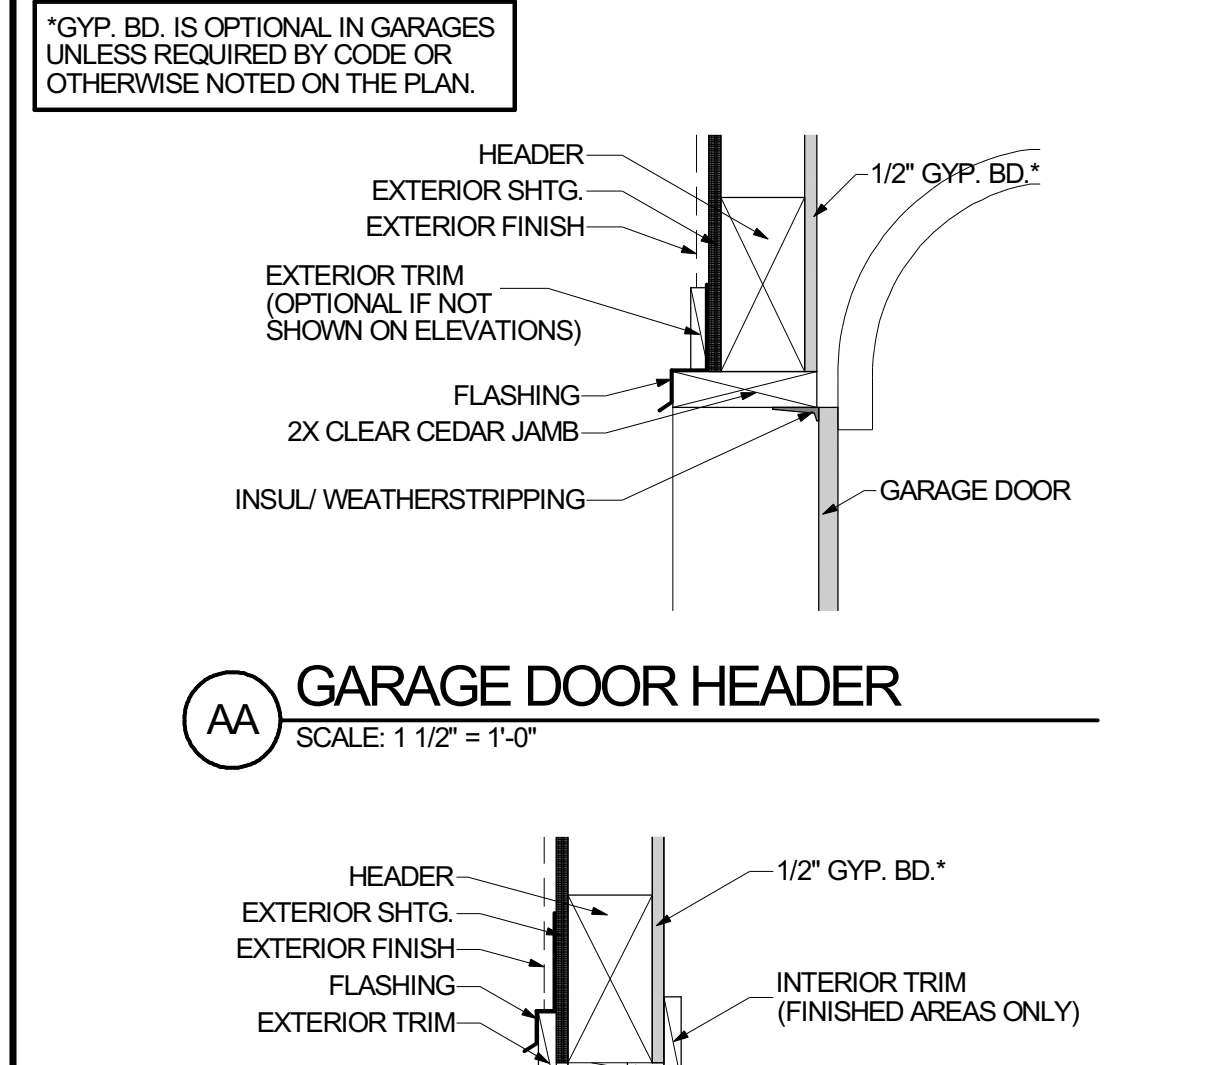 *GYP. BD. IS OPTIONAL IN GARAGES
UNLESS REQUIRED BY CODE OR
OTHERWISE NOTED ON THE PLAN.
HEADER
EXTERIOR SHTG.
EXTERIOR FINISH
EXTERIOR TRIM
(OPTIONAL IF NOT
SHOWN ON ELEVATIONS)
FLASHING
2X CLEAR CEDAR JAMB
INSUL/ WEATHERSTRIPPING
1/2" GYP. BD.*
GARAGE DOOR
AA
GARAGE DOOR HEADER
SCALE: 1 1/2" = 1'-0"
HEADER
EXTERIOR SHTG.
EXTERIOR FINISH
FLASHING
EXTERIOR TRIM
1/2" GYP. BD.*
INTERIOR TRIM
(FINISHED AREAS ONLY)